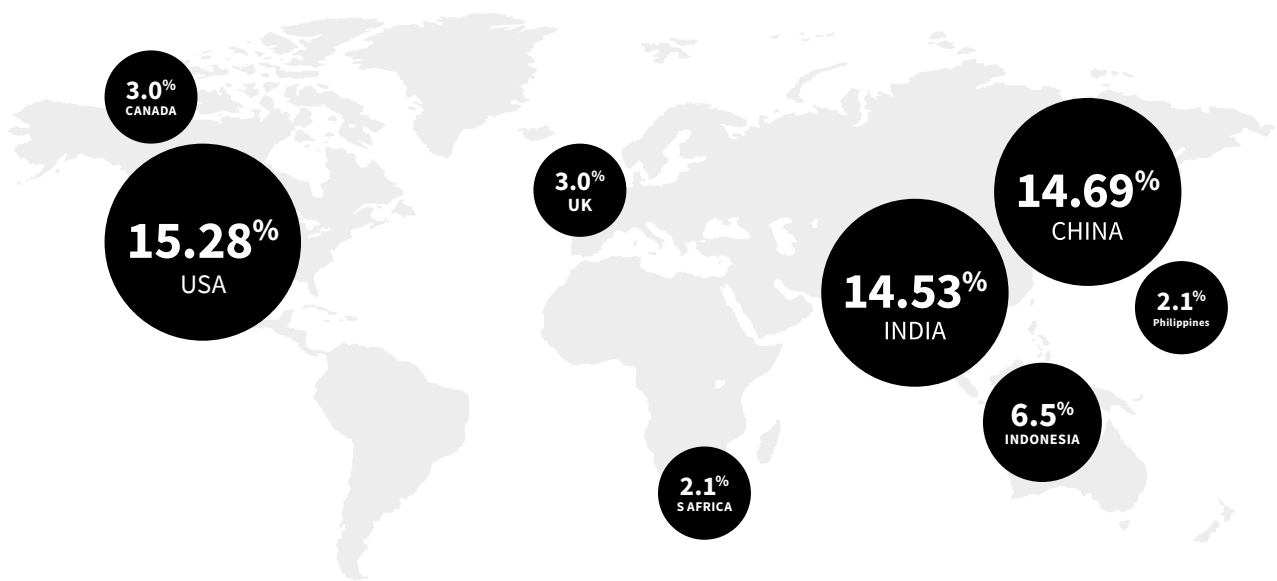 3.0%
CANADA
15.28%
USA
3.0%
UK
14.69%
CHINA
14.53%
INDIA
2.1%
Philippines
6.5%
INDONESIA
2.1%
S AFRICA